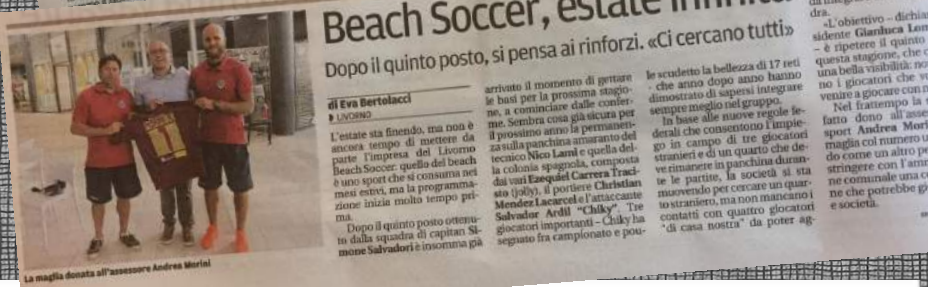 Beach Soccer, estate
Dopo il quinto posto, si pensa ai rinforzi. «Ci cercano tutti»
di Eva Bertolacci
LIVORNO
L'estate sta finendo, ma non è
ancora tempo di mettere da
parte l'impresa del Livorno
Beach Soccer: quello del beach
è uno sport che si consuma nei
mesi estivi, ma la programma-
zione inizia molto tempo pri-
ma.
Dopo il quinto posto ottenu-
to dalla squadra di capitan Si-
mone Salvadori è insomma già
arrivato il momento di gettare
le basi per la prossima stagio-
ne, a cominciare dalle confer-
me. Sembra cosa già sicura per
il prossimo anno la permanen-
za sulla panchina amaranto del
tecnico Nico Lami e quella del-
la colonia spagnola, composta
dai vari Ezequiel Carrera Traci-
sto (jolly), il portiere Christian
Mendez Lacarcel e l'attaccante
Salvador Ardil "Chiky". Tre
giocatori importanti - Chiky ha
segnato fra campionato e pou-
le scudetto la bellezza di 17 reti
- che anno dopo anno hanno
dimostrato di sapersi integrare
sempre meglio nel gruppo.
In base alle nuove regole fe-
derali che consentono l'impie-
go in campo di tre giocatori
stranieri e di un quarto che de-
ve rimanere in panchina duran-
te le partite, la società si sta
muovendo per cercare un quar-
to straniero, ma non mancano i
contatti con quattro giocatori
"di casa nostra" da poter ag-
dra.
«L'obiettivo - dichia
sidente Gianluca Lon
- è ripetere il quinto
questa stagione, che c
una bella visibilità: no
no i giocatori che v
venire a giocare con n
Nel frattempo la s
fatto dono all'asse
sport Andrea Mori
maglia col numero u
do come un altro pe
stringere con l'amm
ne comunale una c
ne che potrebbe gi
e società.
La maglia donata all'assessore Andrea Morini